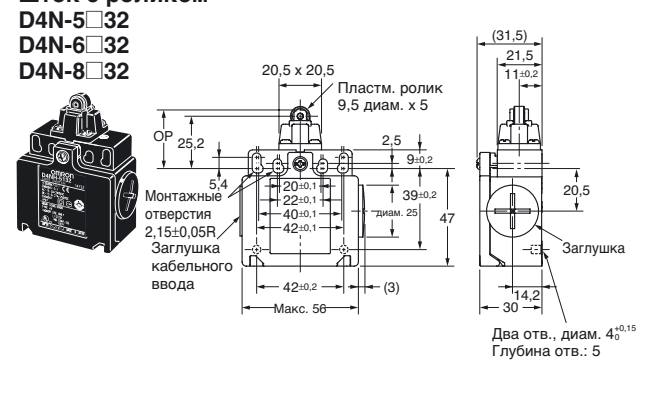 Шток с роликом
D4N-5□32
D4N-6□32
D4N-8□32
(31,5)
21,5
11±0,2
20,5 x 20,5
Пластм. ролик
9,5 диам. x 5
OP
25,2
2,5
9±0,2
5,4
20±0,1
22±0,1
40±0,1
42±0,1
39±0,2
диам. 25
47
20,5
Монтажные
отверстия
2,15±0,05R
Заглушка
кабельного
ввода
Заглушка
42±0,2
(3)
Макс. 56
14,2
30
Два отв., диам. 4 +0,15 0
Глубина отв.: 5
omron